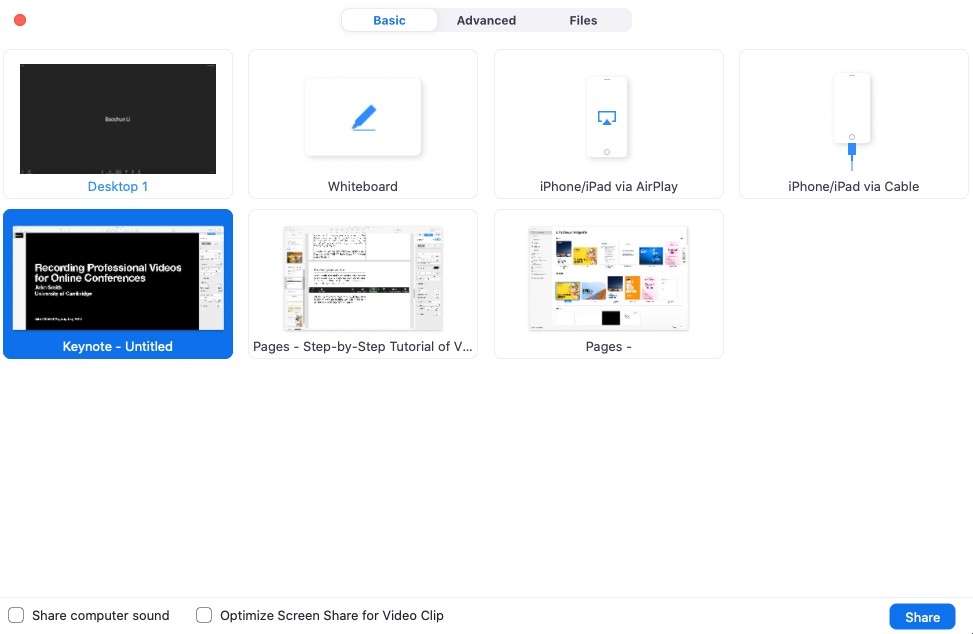 Basic
Advanced
Files
Baochun Li
Desktop 1
Whiteboard
iPhone/iPad via AirPlay
iPhone/iPad via Cable
Recording Professional Videos
for Online Conferences
John Smith
University of Cambridge
Keynote - Untitled
Pages - Step-by-Step Tutorial of V...
Pages -
Share computer sound
Optimize Screen Share for Video Clip
Share